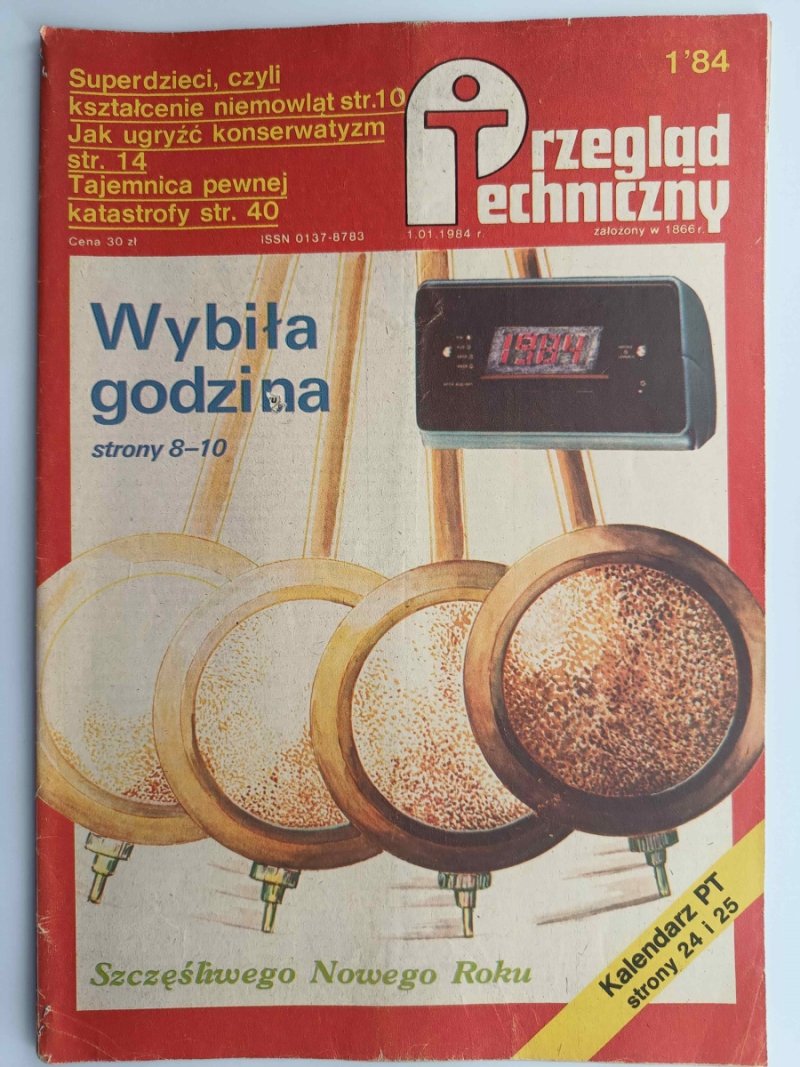 Superdzieci, czyli
kształcenie niemowląt str.10
Jak ugryźć konserwatyzm
str. 14
Tajemnica pewnej
katastrofy str. 40
1'84
Przegląd
Techniczny
Cena 30 zł
ISSN 0137-8783
1.01.1984 r.
założony w 1866 r.
Wybiła
godzina
strony 8–10
1984
Kalendarz PT
strony 24 i 25
Szczęśliwego Nowego Roku